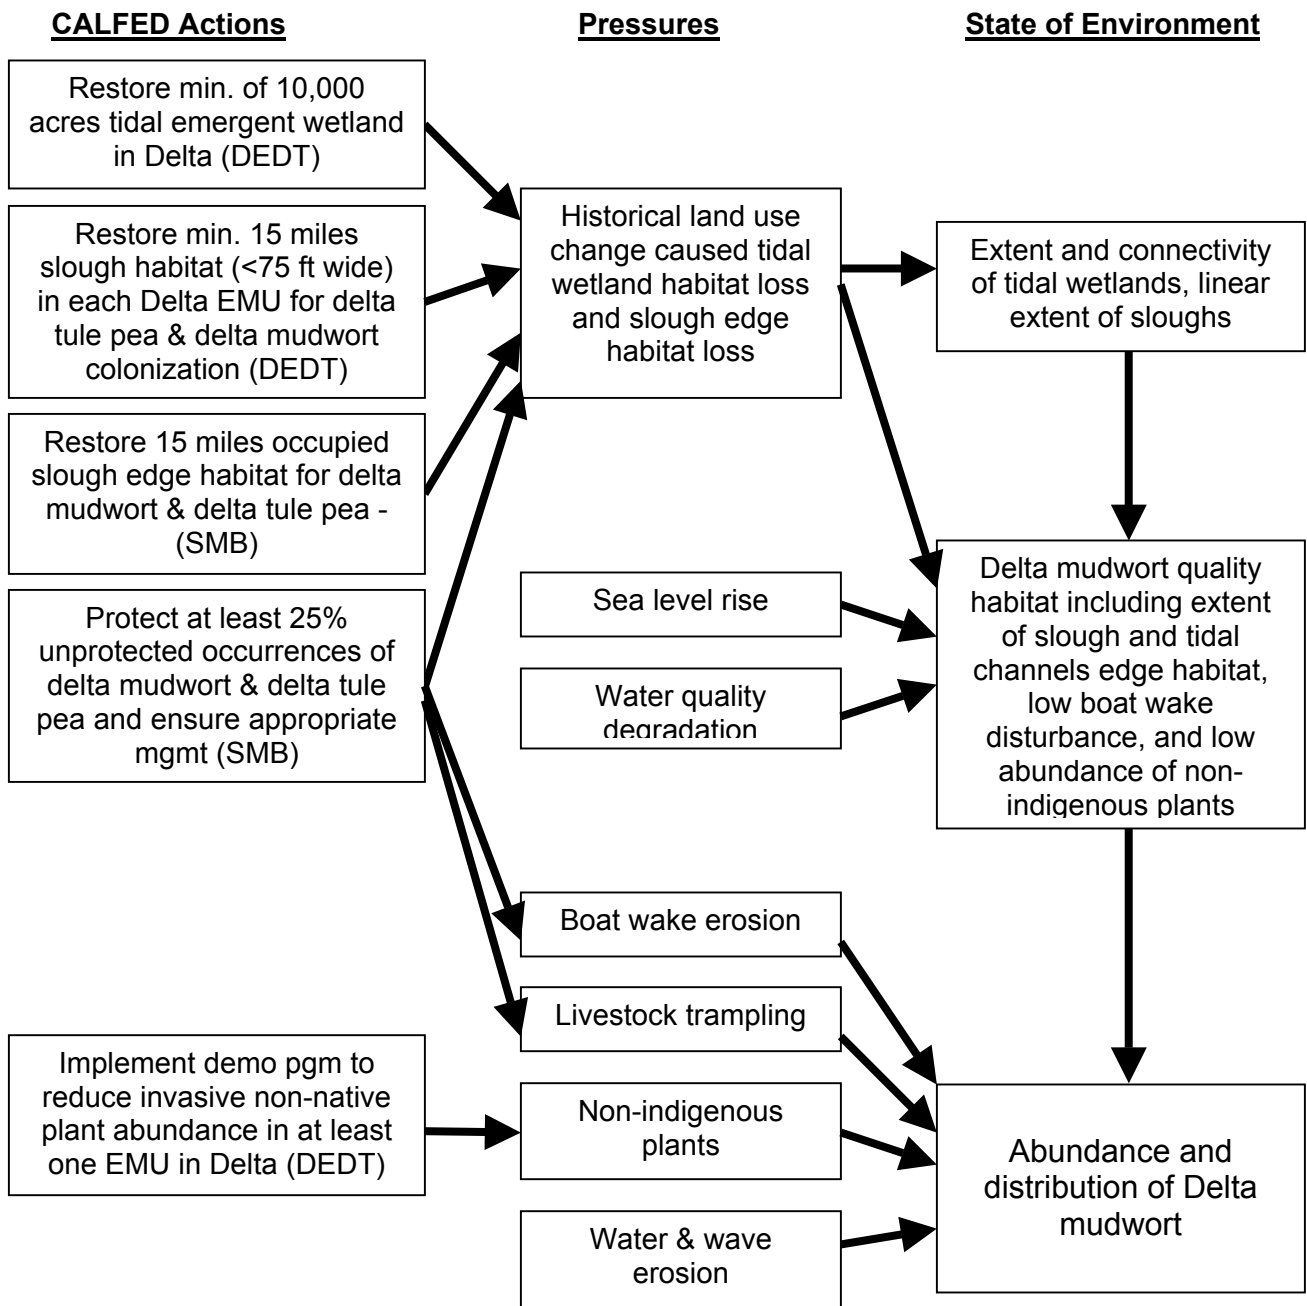 CALFED Actions
Pressures
State of Environment
Restore min. of 10,000
acres tidal emergent wetland
in Delta (DEDT)
Restore min. 15 miles
slough habitat (<75 ft wide)
in each Delta EMU for delta
tule pea & delta mudwort
colonization (DEDT)
Restore 15 miles occupied
slough edge habitat for delta
mudwort & delta tule pea -
(SMB)
Protect at least 25%
unprotected occurrences of
delta mudwort & delta tule
pea and ensure appropriate
mgmt (SMB)
Implement demo pgm to
reduce invasive non-native
plant abundance in at least
one EMU in Delta (DEDT)
Historical land use
change caused tidal
wetland habitat loss
and slough edge
habitat loss
Sea level rise
Water quality
degradation
Boat wake erosion
Livestock trampling
Non-indigenous
plants
Water & wave
erosion
Extent and connectivity
of tidal wetlands, linear
extent of sloughs
Delta mudwort quality
habitat including extent
of slough and tidal
channels edge habitat,
low boat wake
disturbance, and low
abundance of non-
indigenous plants
Abundance and
distribution of Delta
mudwort